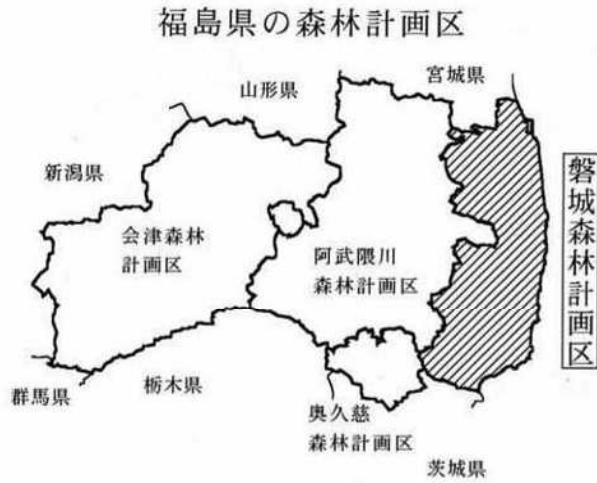 福島県の森林計画区
宮城県
山形県
新潟県
磐城森林計画区
会津森林
計画区
阿武隈川
森林計画区
群馬県
栃木県
奥久慈
森林計画区
茨城県